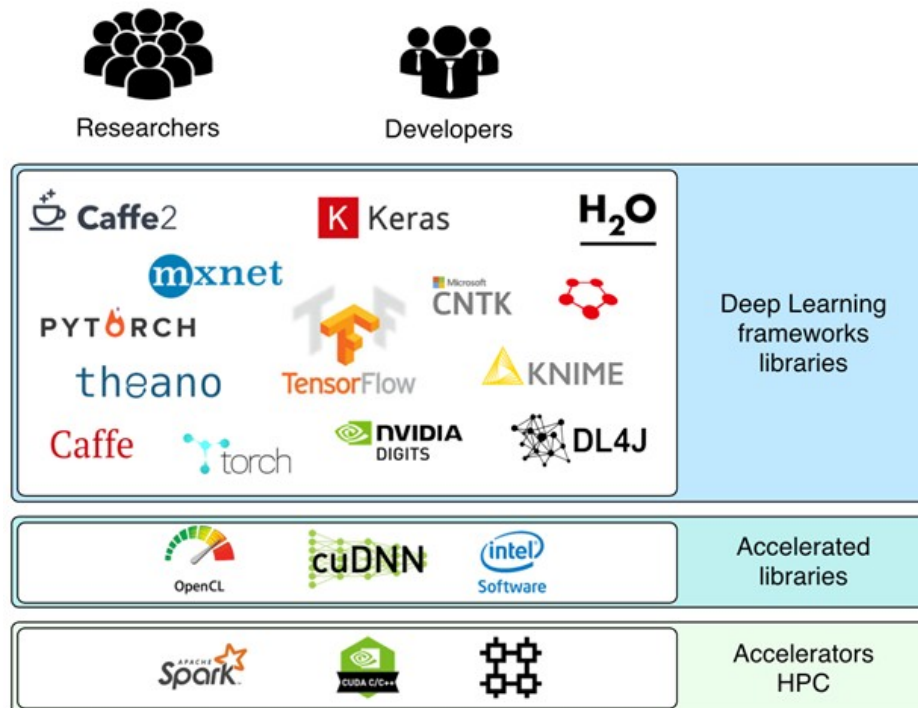 Researchers
Developers
Caffe2
K Keras
H2O
mxnet
Microsoft
CNTK
PYTORCH
Deep Learning
frameworks
libraries
TensorFlow
theano
KNIME
Caffe
torch
NVIDIA
DIGITS
DL4J
OpenCL
cuDNN
intel
Software
Accelerated
libraries
APACHE
Spark
CUDA C/C++
Accelerators
HPC